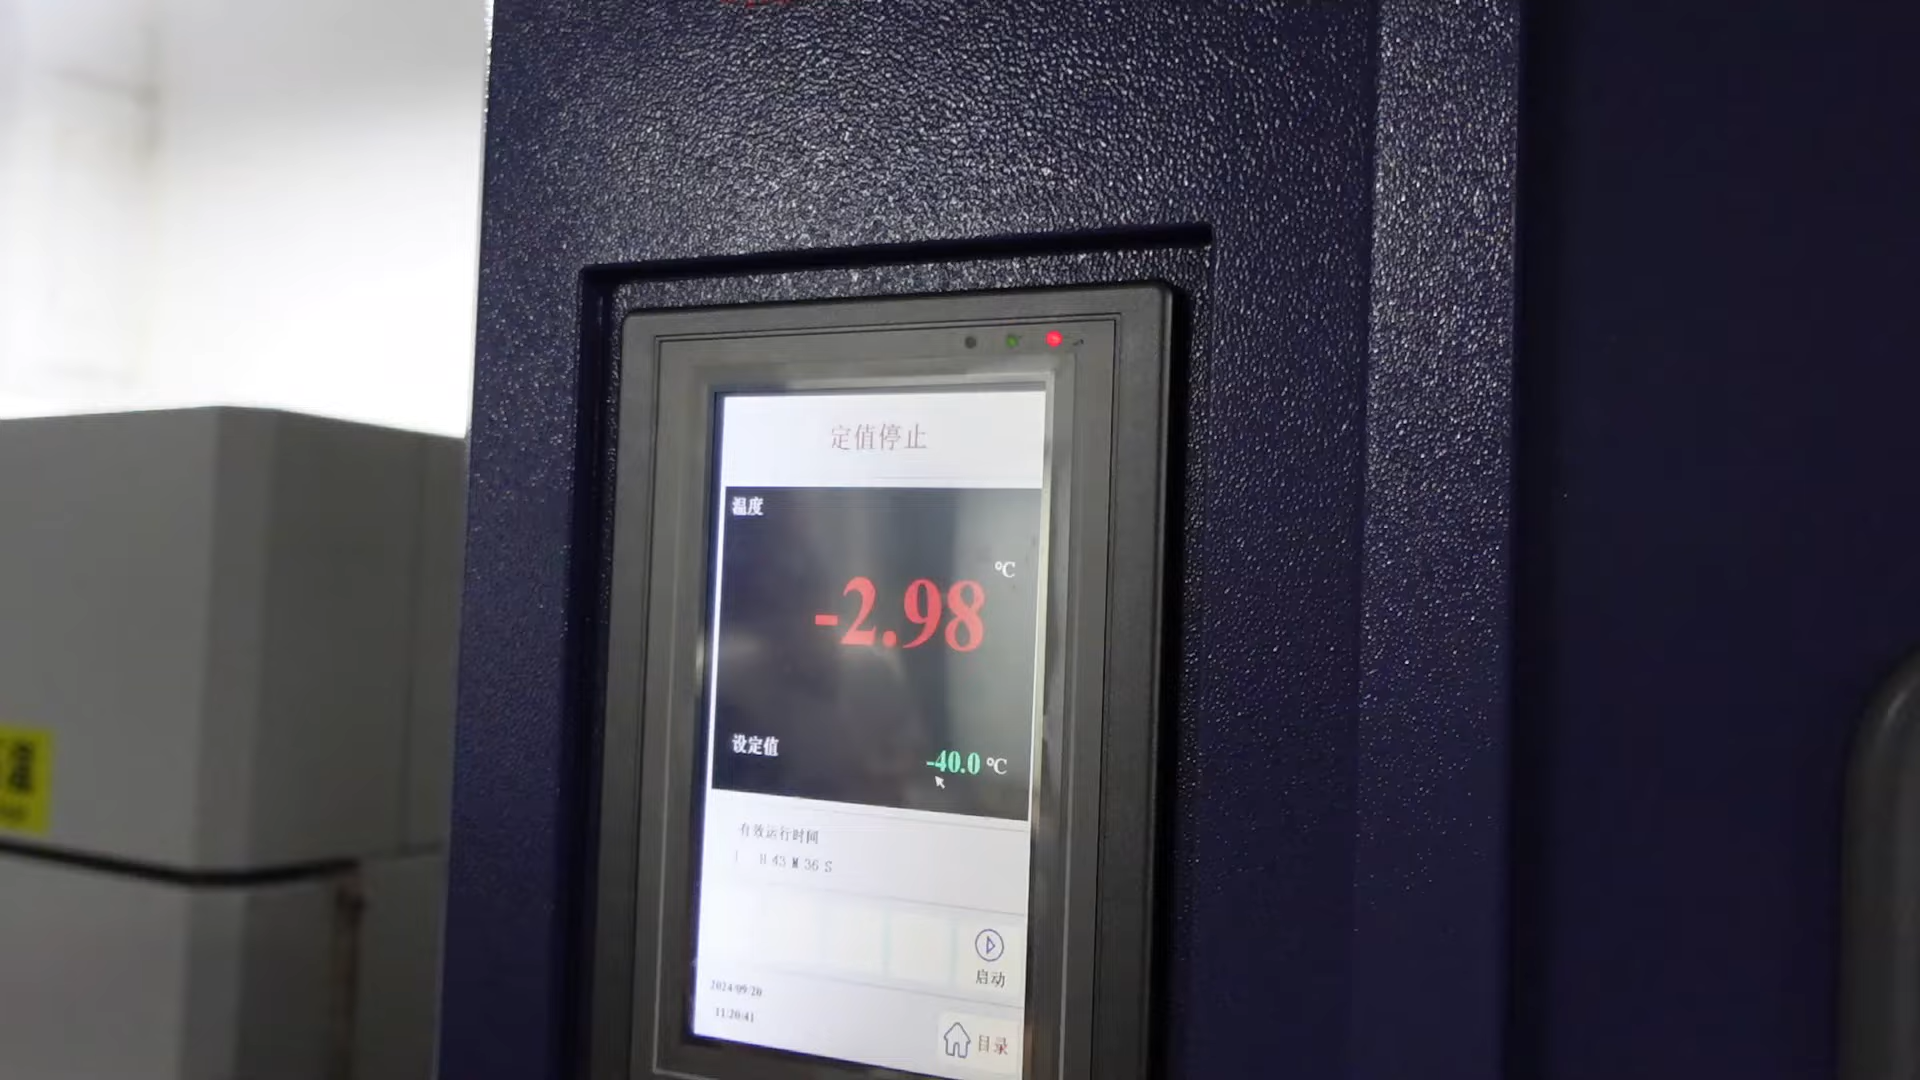 定值停止
温度
℃
-2.98
设定值
-40.0 ℃
有效运行时间
H 43 M 36 S
启动
2024/09/20
11:20:41
目录